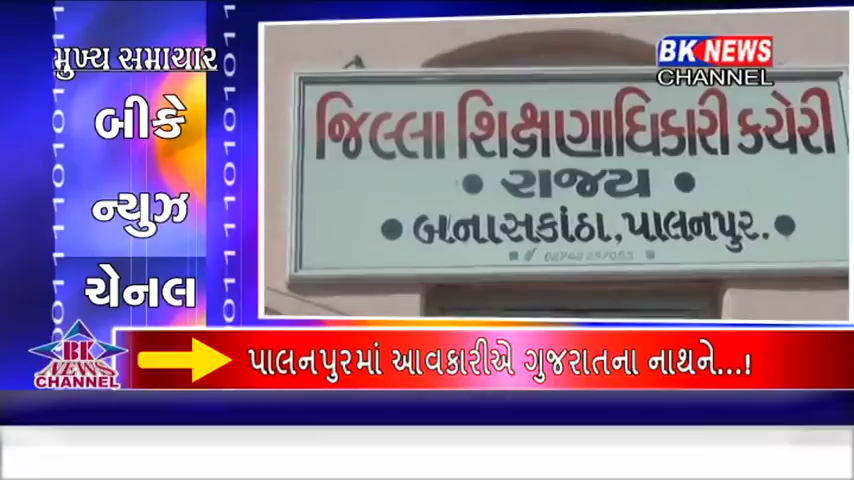 મુખ્ય સમાચાર
બીકે
ન્યુઝ
ચેનલ
BK NEWS
CHANNEL
જિલ્લા શિક્ષણાધિકારી કચેરી
• રાજ્ય •
• બનાસકાંઠા,પાલનપુર. •
BK
NEWS
CHANNEL
પાલનપુરમાં આવકારીએ ગુજરાતના નાથને...!